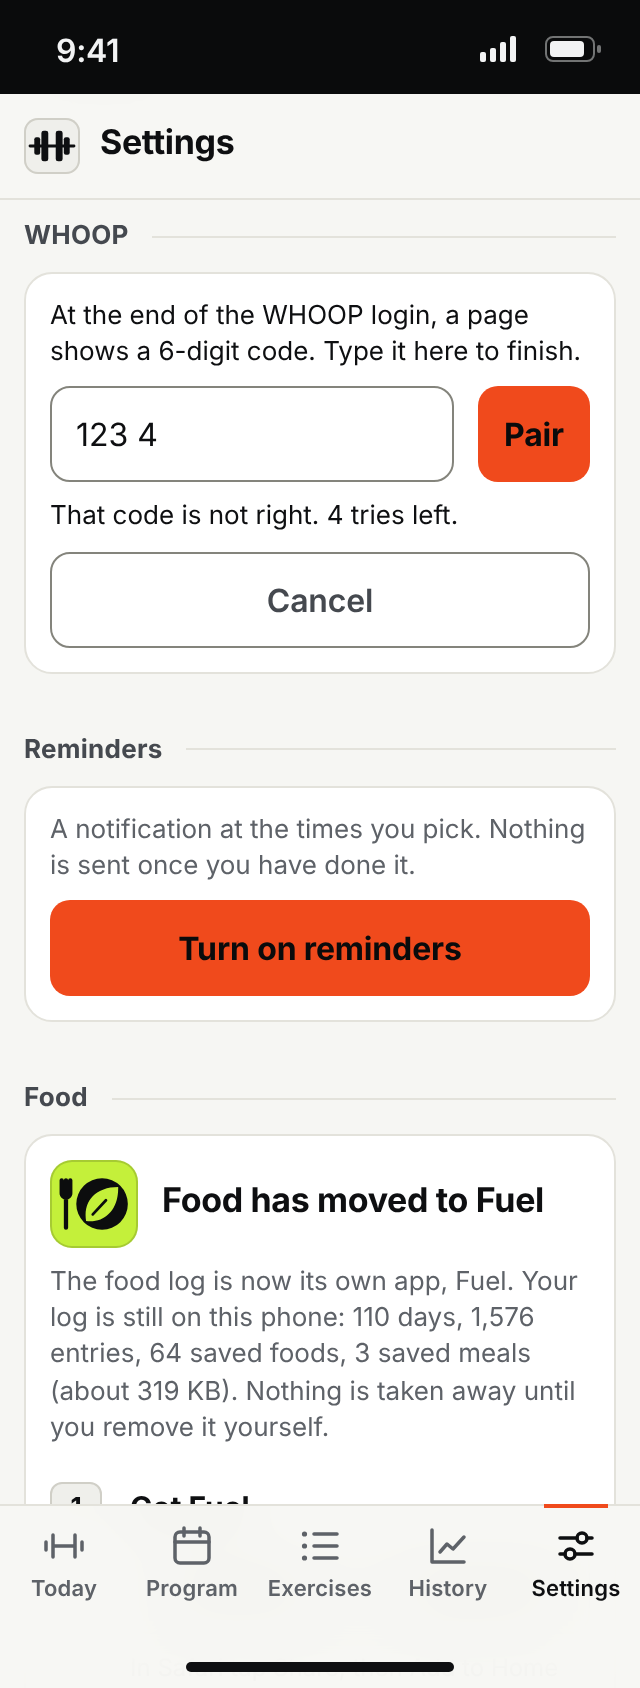 9:41
Settings
WHOOP
At the end of the WHOOP login, a page
shows a 6-digit code. Type it here to finish.
123 4
Pair
That code is not right. 4 tries left.
Cancel
Reminders
A notification at the times you pick. Nothing
is sent once you have done it.
Turn on reminders
Food
Food has moved to Fuel
The food log is now its own app, Fuel. Your
log is still on this phone: 110 days, 1,576
entries, 64 saved foods, 3 saved meals
(about 319 KB). Nothing is taken away until
you remove it yourself.
1
Get Fuel
Today
Program
Exercises
History
Settings